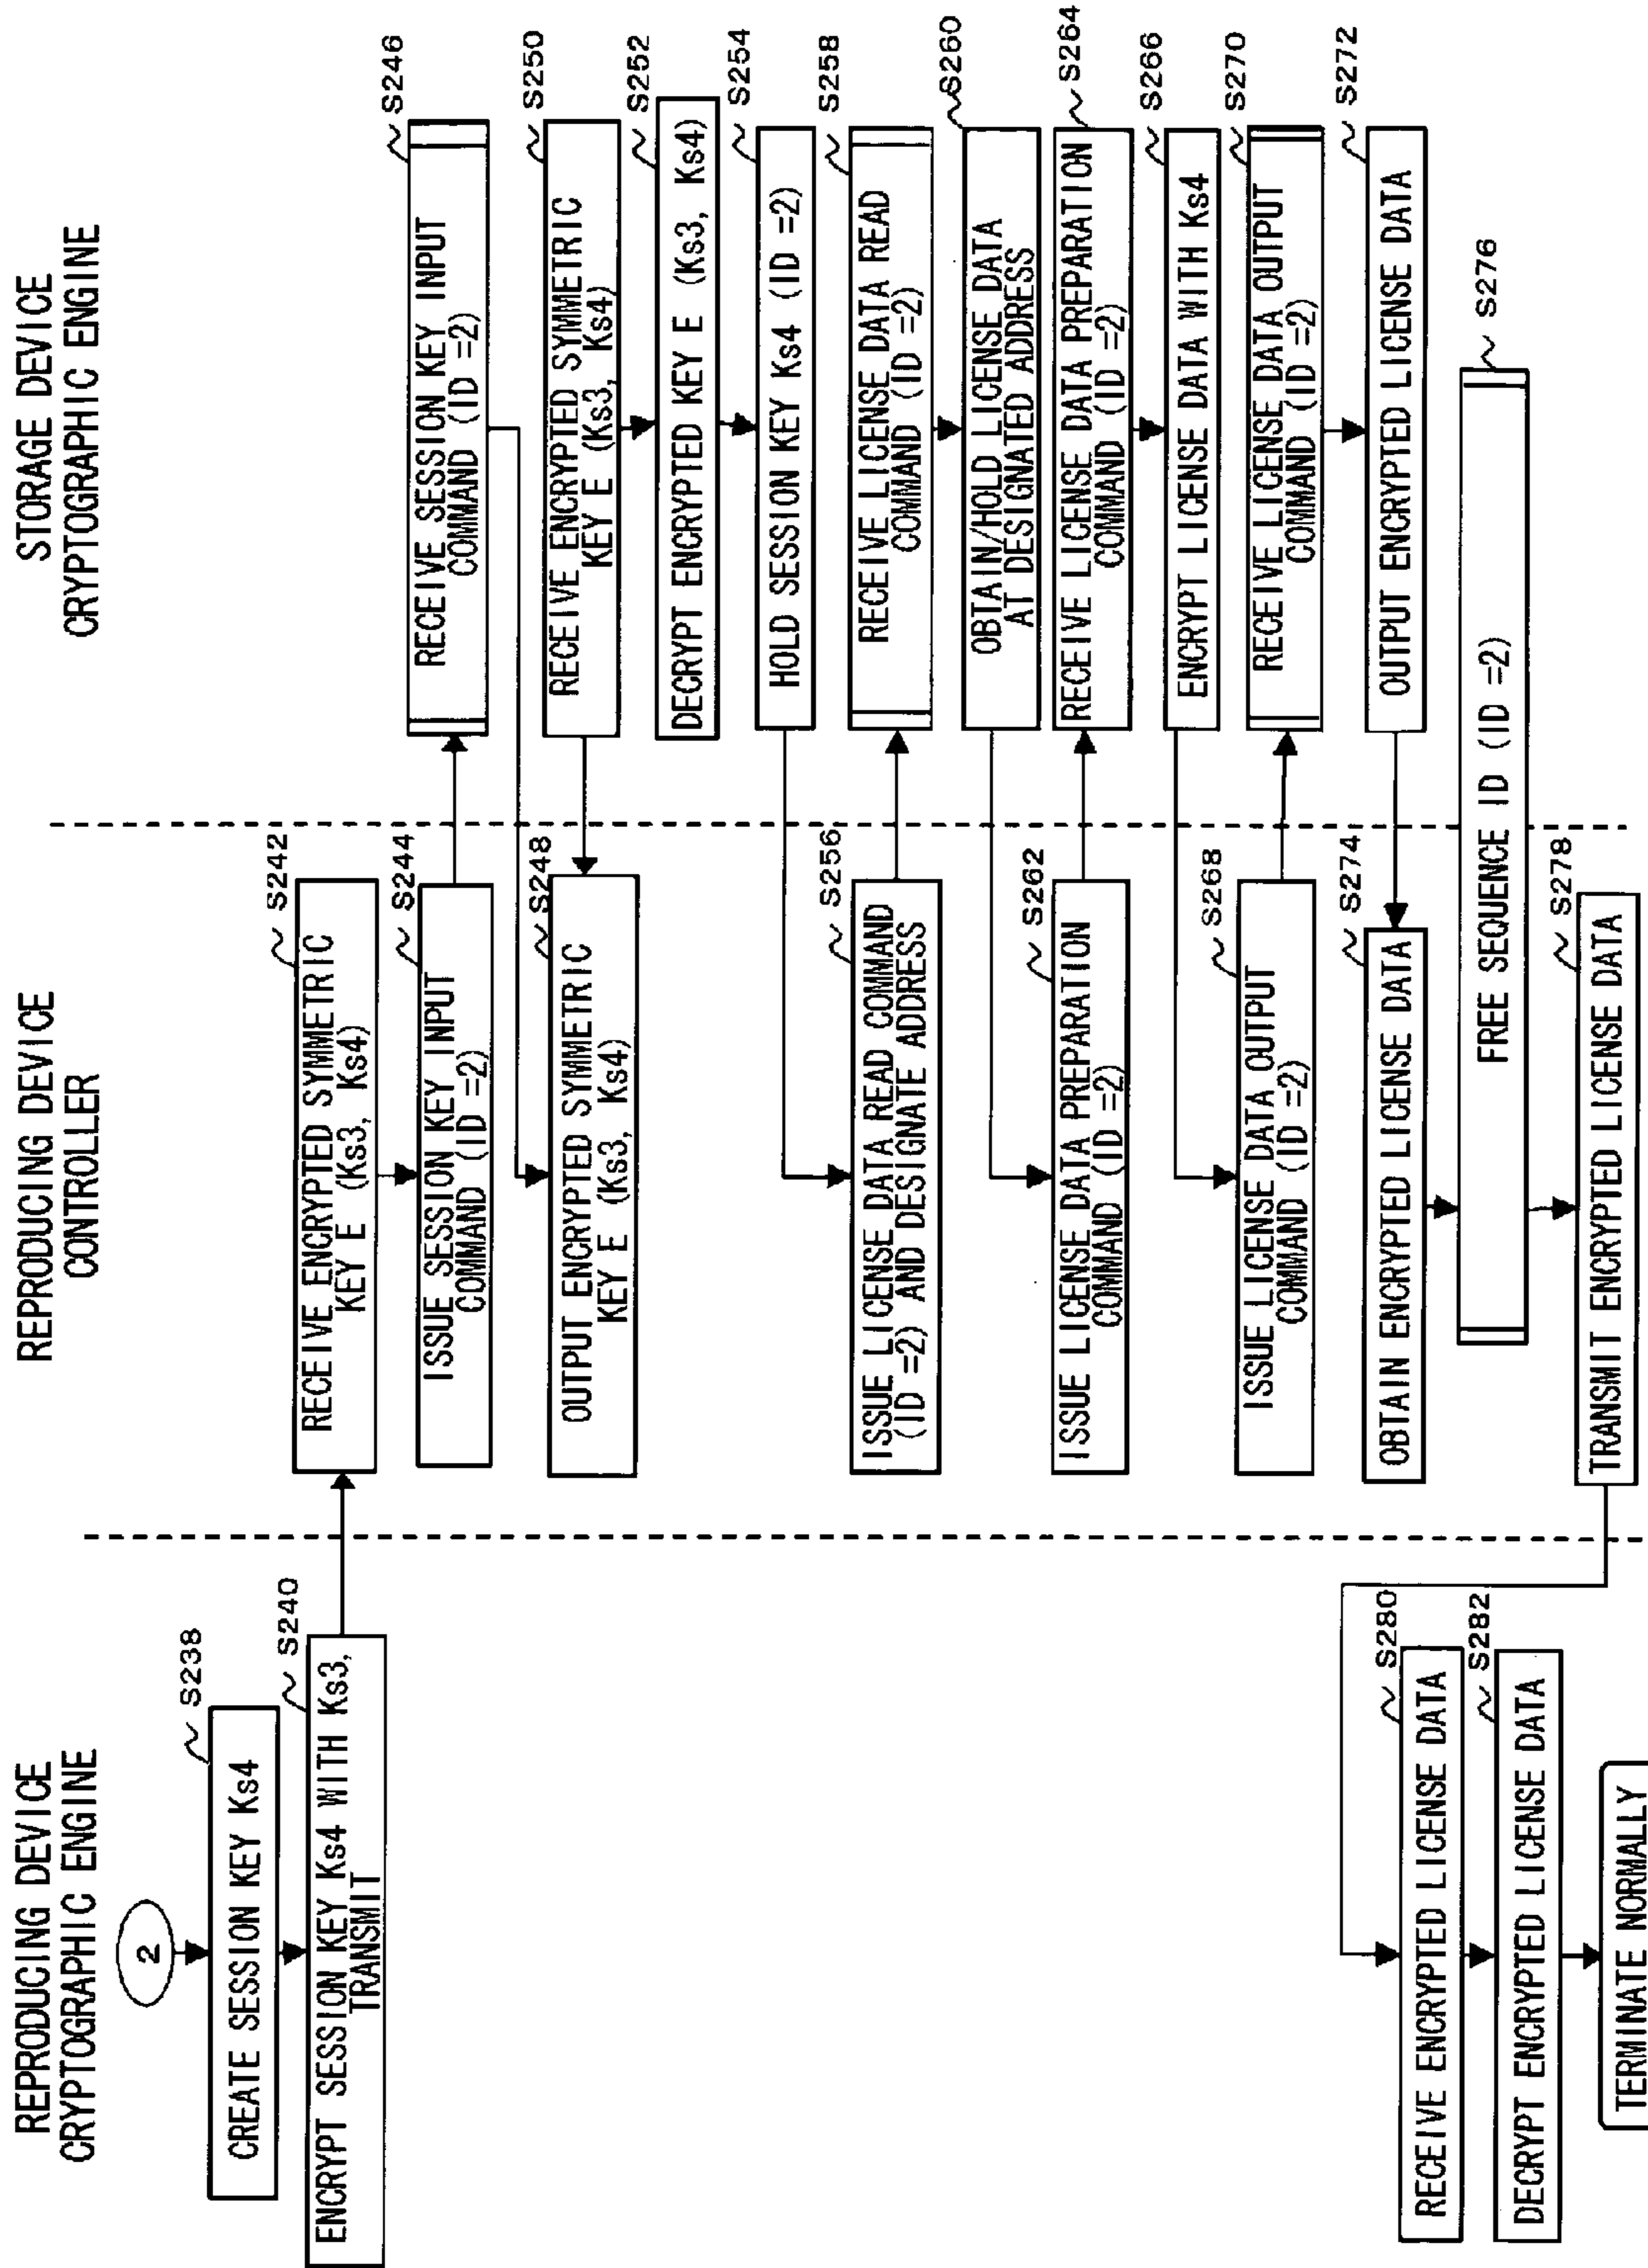 REPRODUCING DEVICE
CRYPTOGRAPHIC ENGINE
REPRODUCING DEVICE
CONTROLLER
STORAGE DEVICE
CRYPTOGRAPHIC ENGINE
2
S238
CREATE SESSION KEY Ks4
S240
ENCRYPT SESSION KEY Ks4 WITH Ks3,
TRANSMIT
S242
RECEIVE ENCRYPTED SYMMETRIC
KEY E (Ks3, Ks4)
S244
ISSUE SESSION KEY INPUT
COMMAND (ID =2)
S246
RECEIVE SESSION KEY INPUT
COMMAND (ID =2)
S248
OUTPUT ENCRYPTED SYMMETRIC
KEY E (Ks3, Ks4)
S250
RECEIVE ENCRYPTED SYMMETRIC
KEY E (Ks3, Ks4)
S252
DECRYPT ENCRYPTED KEY E (Ks3, Ks4)
S254
HOLD SESSION KEY Ks4 (ID =2)
S256
ISSUE LICENSE DATA READ COMMAND
(ID =2) AND DESIGNATE ADDRESS
S258
RECEIVE LICENSE DATA READ
COMMAND (ID =2)
S260
OBTAIN/HOLD LICENSE DATA
AT DESIGNATED ADDRESS
S262
ISSUE LICENSE DATA PREPARATION
COMMAND (ID =2)
S264
RECEIVE LICENSE DATA PREPARATION
COMMAND (ID =2)
S266
ENCRYPT LICENSE DATA WITH Ks4
S268
ISSUE LICENSE DATA OUTPUT
COMMAND (ID =2)
S270
RECEIVE LICENSE DATA OUTPUT
COMMAND (ID =2)
S272
OUTPUT ENCRYPTED LICENSE DATA
S274
OBTAIN ENCRYPTED LICENSE DATA
S276
FREE SEQUENCE ID (ID =2)
S278
TRANSMIT ENCRYPTED LICENSE DATA
S280
RECEIVE ENCRYPTED LICENSE DATA
S282
DECRYPT ENCRYPTED LICENSE DATA
TERMINATE NORMALLY